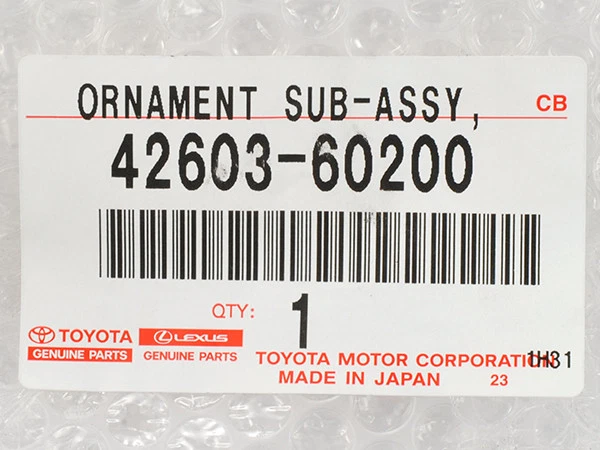 ORNAMENT SUB-ASSY, CB
42603-60200
QTY: 1
TOYOTA LEXUS
GENUINE PARTS GENUINE PARTS
TOYOTA MOTOR CORPORATION 1H31
MADE IN JAPAN 23